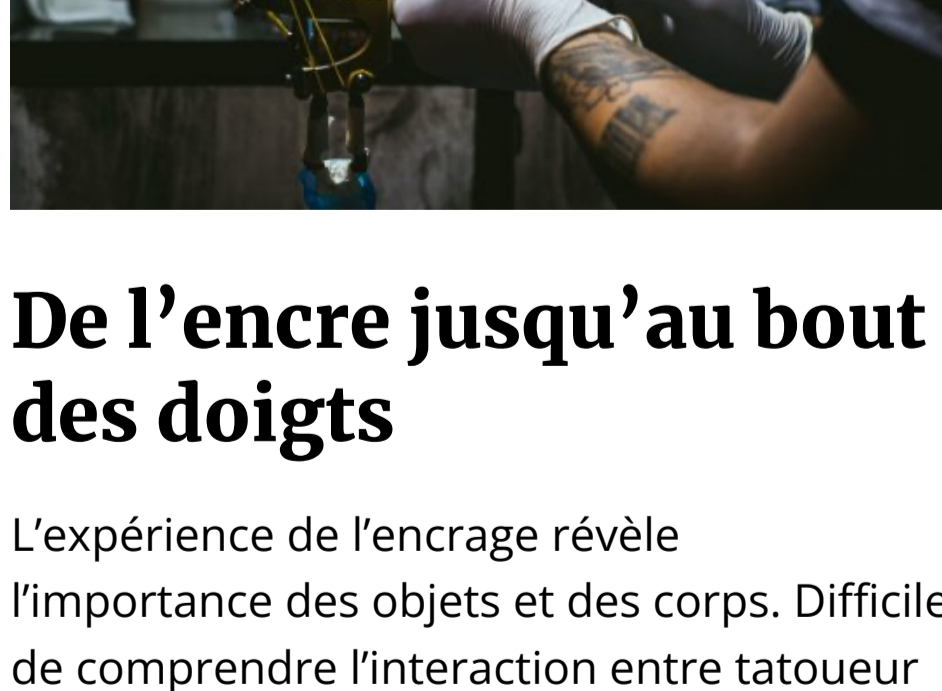 De l’encre jusqu’au bout
des doigts
L’expérience de l’encrage révèle
l’importance des objets et des corps. Difficile
de comprendre l’interaction entre tatoueur